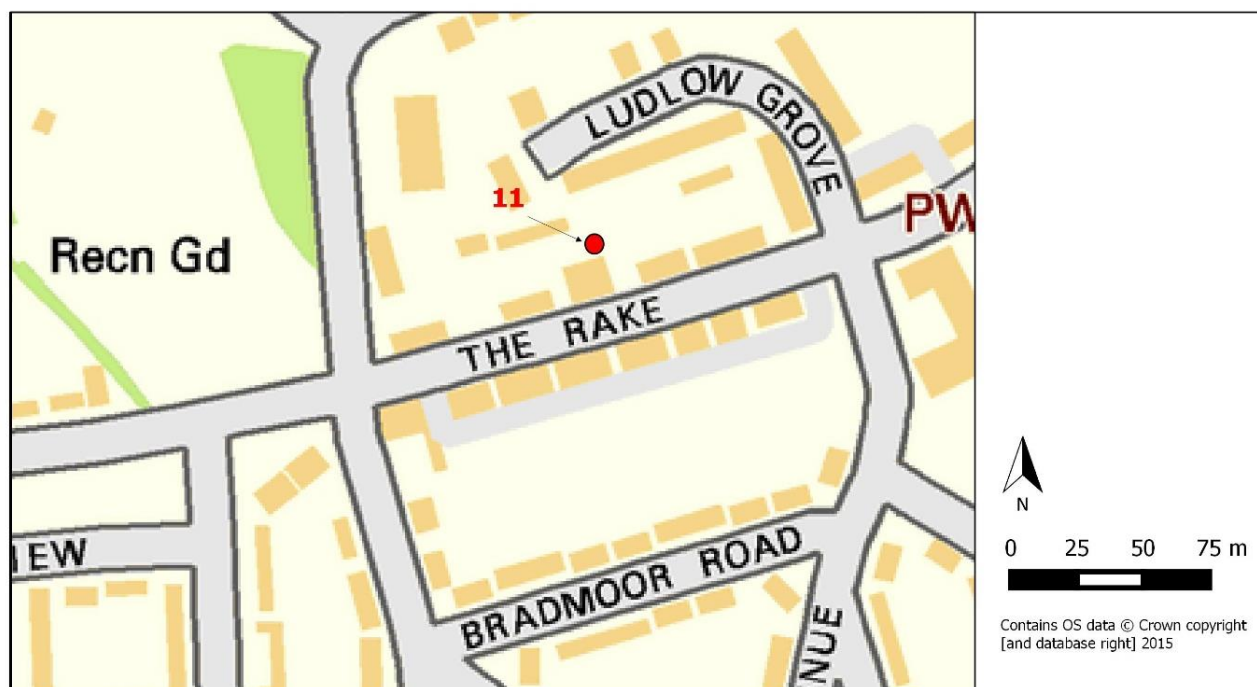 LUDLOW GROVE
11
PW
Recn Gd
THE RAKE
IEW
BRADMOOR ROAD
NUE
N
0 25 50 75 m
Contains OS data © Crown copyright
[and database right] 2015